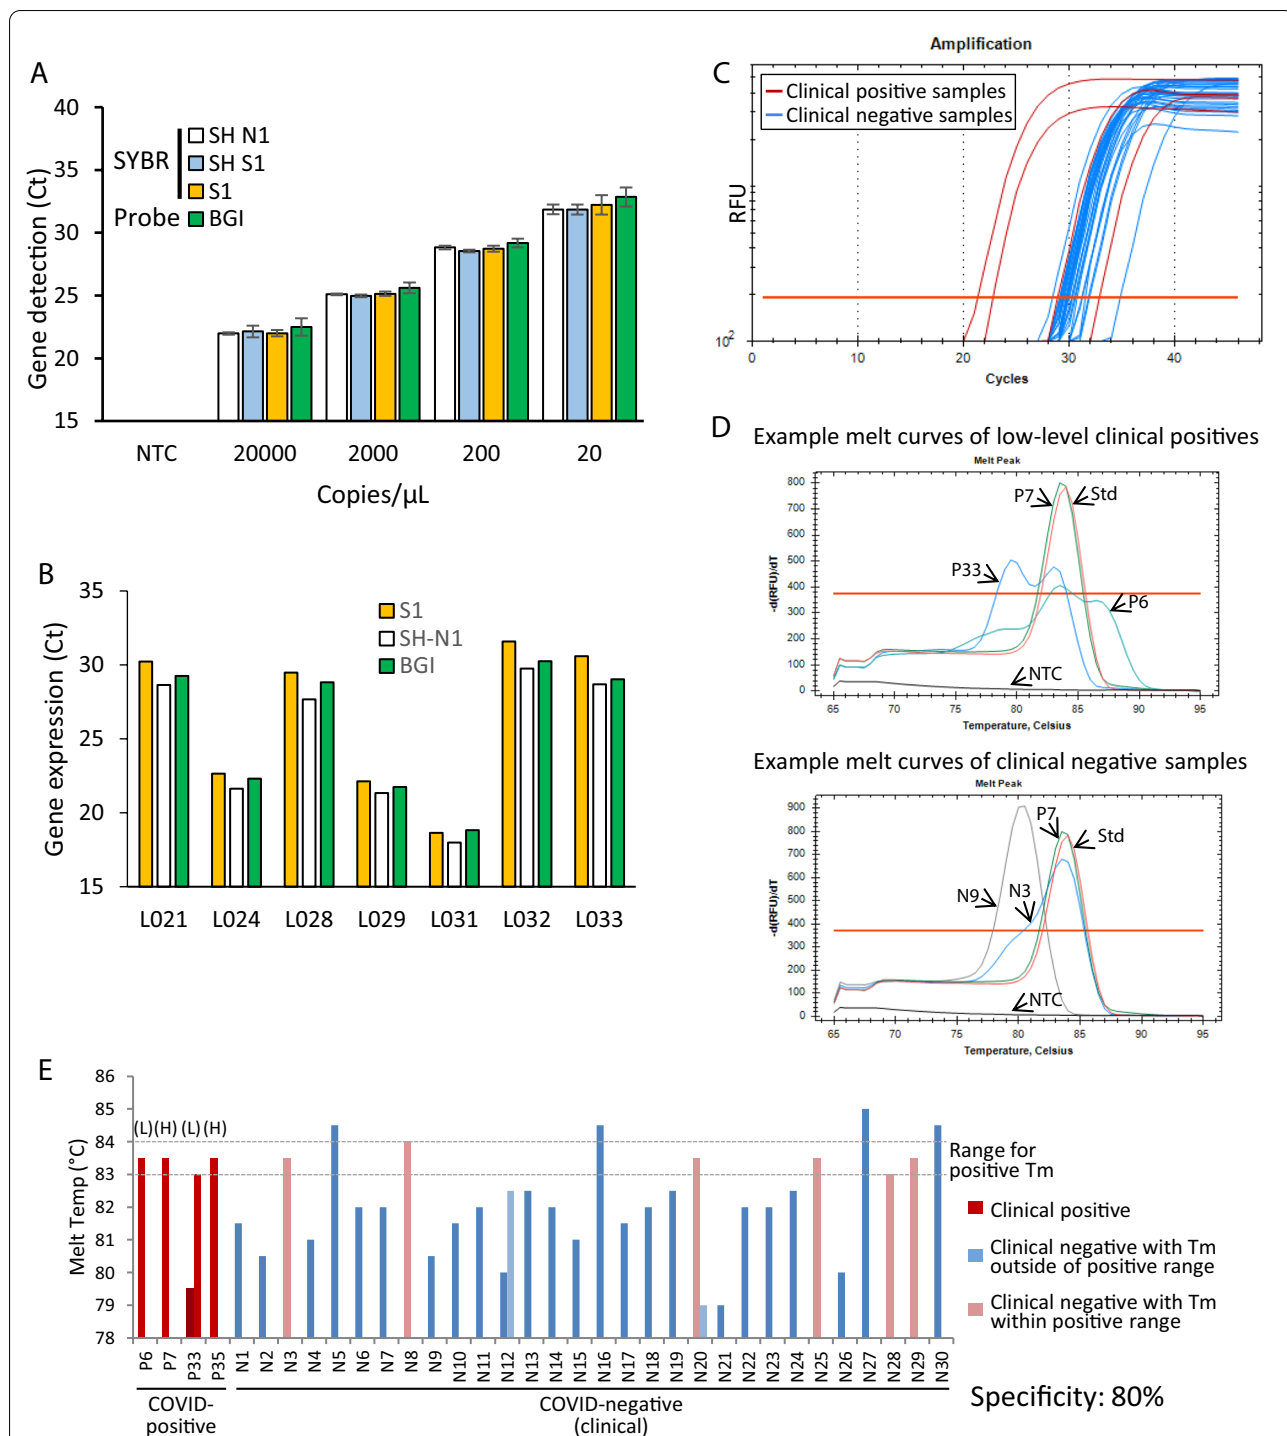 A
40
35
30
25
20
15
Gene detection (Ct)
SYBR
SH N1
SH S1
S1
Probe
BGI
NTC
20000
2000
200
20
Copies/µL
B
35
30
25
20
15
Gene expression (Ct)
S1
SH-N1
BGI
L021
L024
L028
L029
L031
L032
L033
C
Amplification
Clinical positive samples
Clinical negative samples
RFU
10²
0
10
20
30
40
Cycles
D
Example melt curves of low-level clinical positives
Melt Peak
800
700
600
500
400
300
200
100
0
-d(RFU)/dT
P7
Std
P33
P6
NTC
65
70
75
80
85
90
95
Temperature, Celsius
Example melt curves of clinical negative samples
Melt Peak
900
800
700
600
500
400
300
200
100
0
-d(RFU)/dT
P7
Std
N9
N3
NTC
65
70
75
80
85
90
95
Temperature, Celsius
E
86
85
84
83
82
81
80
79
78
Melt Temp (°C)
(L)(H) (L) (H)
Range for
positive Tm
Clinical positive
Clinical negative with Tm
outside of positive range
Clinical negative with Tm
within positive range
P6
P7
P33
P35
N1
N2
N3
N4
N5
N6
N7
N8
N9
N10
N11
N12
N13
N14
N15
N16
N17
N18
N19
N20
N21
N22
N23
N24
N25
N26
N27
N28
N29
N30
COVID-
positive
COVID-negative
(clinical)
Specificity: 80%